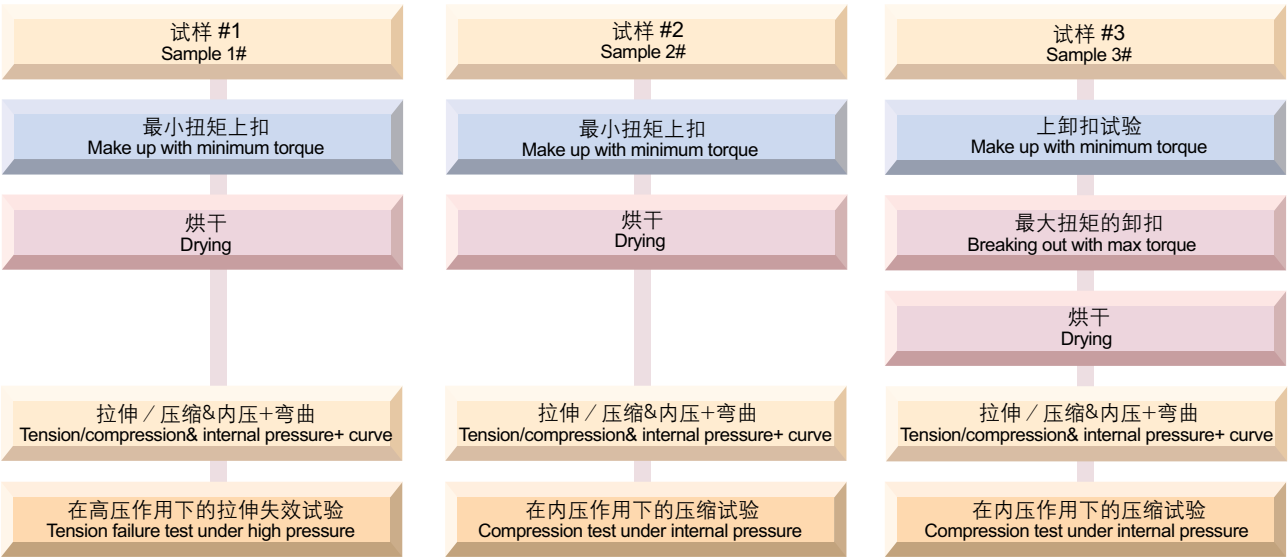 试样 #1
Sample 1#
最小扭矩上扣
Make up with minimum torque
烘干
Drying
拉伸／压缩&内压+弯曲
Tension/compression& internal pressure+ curve
在高压作用下的拉伸失效试验
Tension failure test under high pressure
试样 #2
Sample 2#
最小扭矩上扣
Make up with minimum torque
烘干
Drying
拉伸／压缩&内压+弯曲
Tension/compression& internal pressure+ curve
在内压作用下的压缩试验
Compression test under internal pressure
试样 #3
Sample 3#
上卸扣试验
Make up with minimum torque
最大扭矩的卸扣
Breaking out with max torque
烘干
Drying
拉伸／压缩&内压+弯曲
Tension/compression& internal pressure+ curve
在内压作用下的压缩试验
Compression test under internal pressure